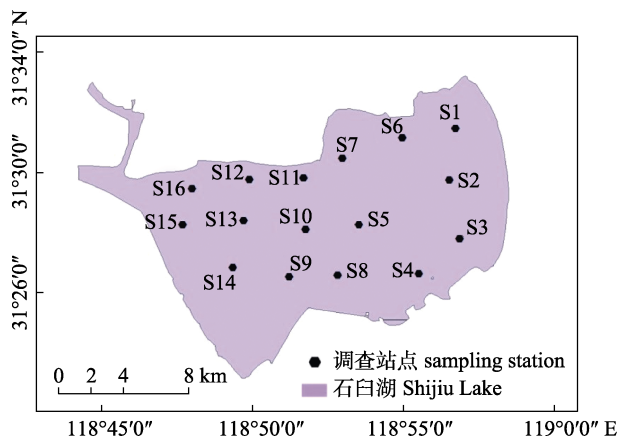 31°34′0″ N
31°30′0″
31°26′0″
S1
S6
S7
S12
S11
S2
S16
S15
S13
S10
S5
S3
S14
S9
S8
S4
0 2 4 8 km
调查站点 sampling station
石臼湖 Shijiu Lake
118°45′0″ 118°50′0″ 118°55′0″ 119°0′0″ E